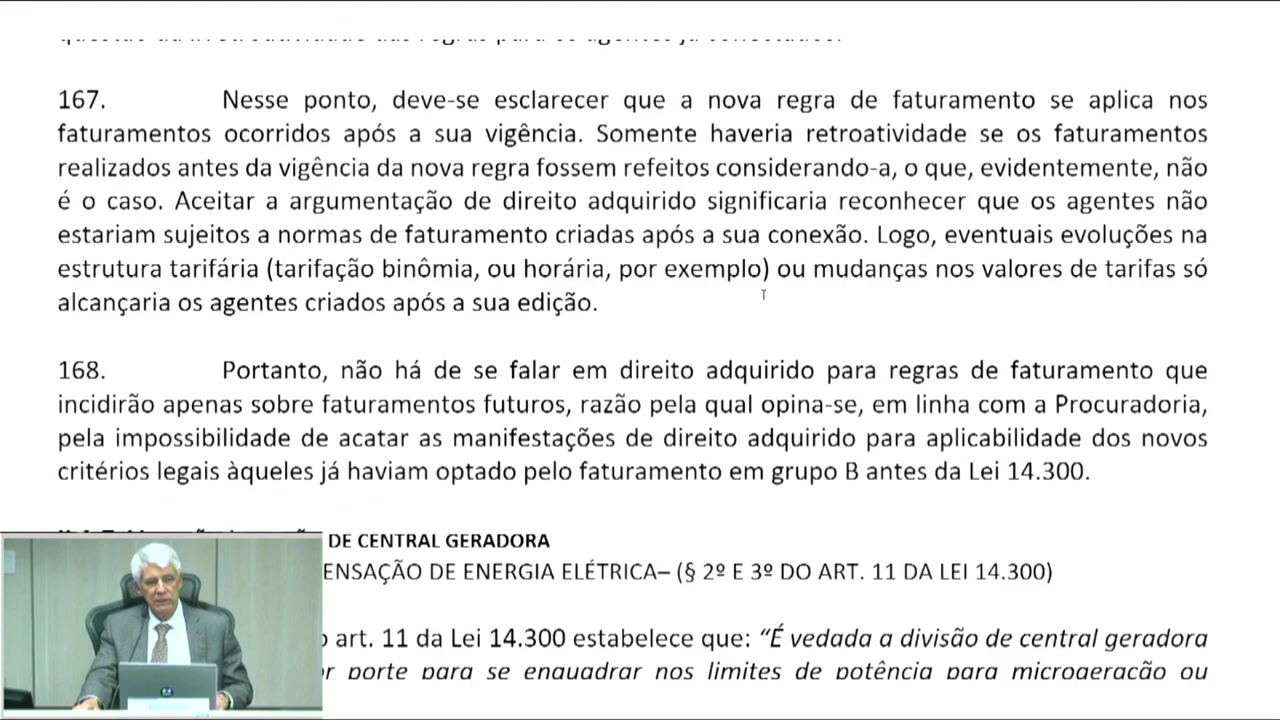 167. Nesse ponto, deve-se esclarecer que a nova regra de faturamento se aplica nos
faturamentos ocorridos após a sua vigência. Somente haveria retroatividade se os faturamentos
realizados antes da vigência da nova regra fossem refeitos considerando-a, o que, evidentemente, não
é o caso. Aceitar a argumentação de direito adquirido significaria reconhecer que os agentes não
estariam sujeitos a normas de faturamento criadas após a sua conexão. Logo, eventuais evoluções na
estrutura tarifária (tarifação binômia, ou horária, por exemplo) ou mudanças nos valores de tarifas só
alcançaria os agentes criados após a sua edição.
168. Portanto, não há de se falar em direito adquirido para regras de faturamento que
incidirão apenas sobre faturamentos futuros, razão pela qual opina-se, em linha com a Procuradoria,
pela impossibilidade de acatar as manifestações de direito adquirido para aplicabilidade dos novos
critérios legais àqueles já haviam optado pelo faturamento em grupo B antes da Lei 14.300.
DE CENTRAL GERADORA
ENSAÇÃO DE ENERGIA ELÉTRICA– (§ 2º E 3º DO ART. 11 DA LEI 14.300)
art. 11 da Lei 14.300 estabelece que: “É vedada a divisão de central geradora
porte para se enquadrar nos limites de potência para microgeração ou